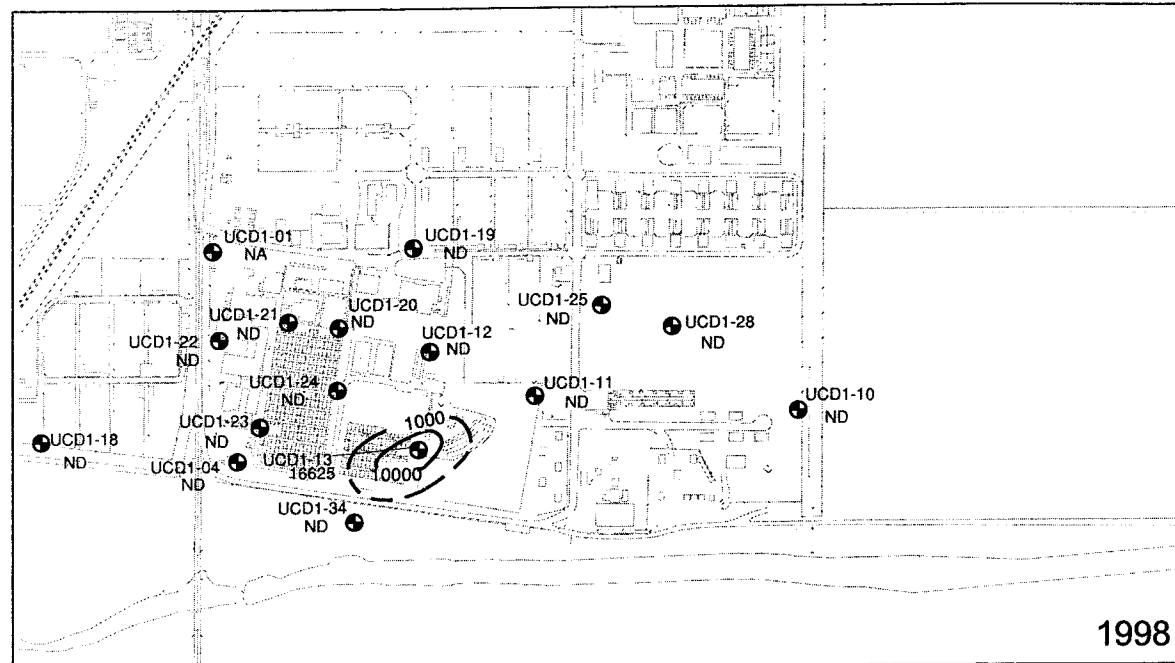 UCD1-01
NA
UCD1-19
ND
UCD1-25
ND
UCD1-28
ND
UCD1-21
ND
UCD1-20
ND
UCD1-22
ND
UCD1-12
ND
UCD1-24
ND
UCD1-11
ND
UCD1-10
ND
UCD1-23
ND
1000
UCD1-18
ND
UCD1-04
ND
UCD1-13
16625
10000
UCD1-34
ND
1998